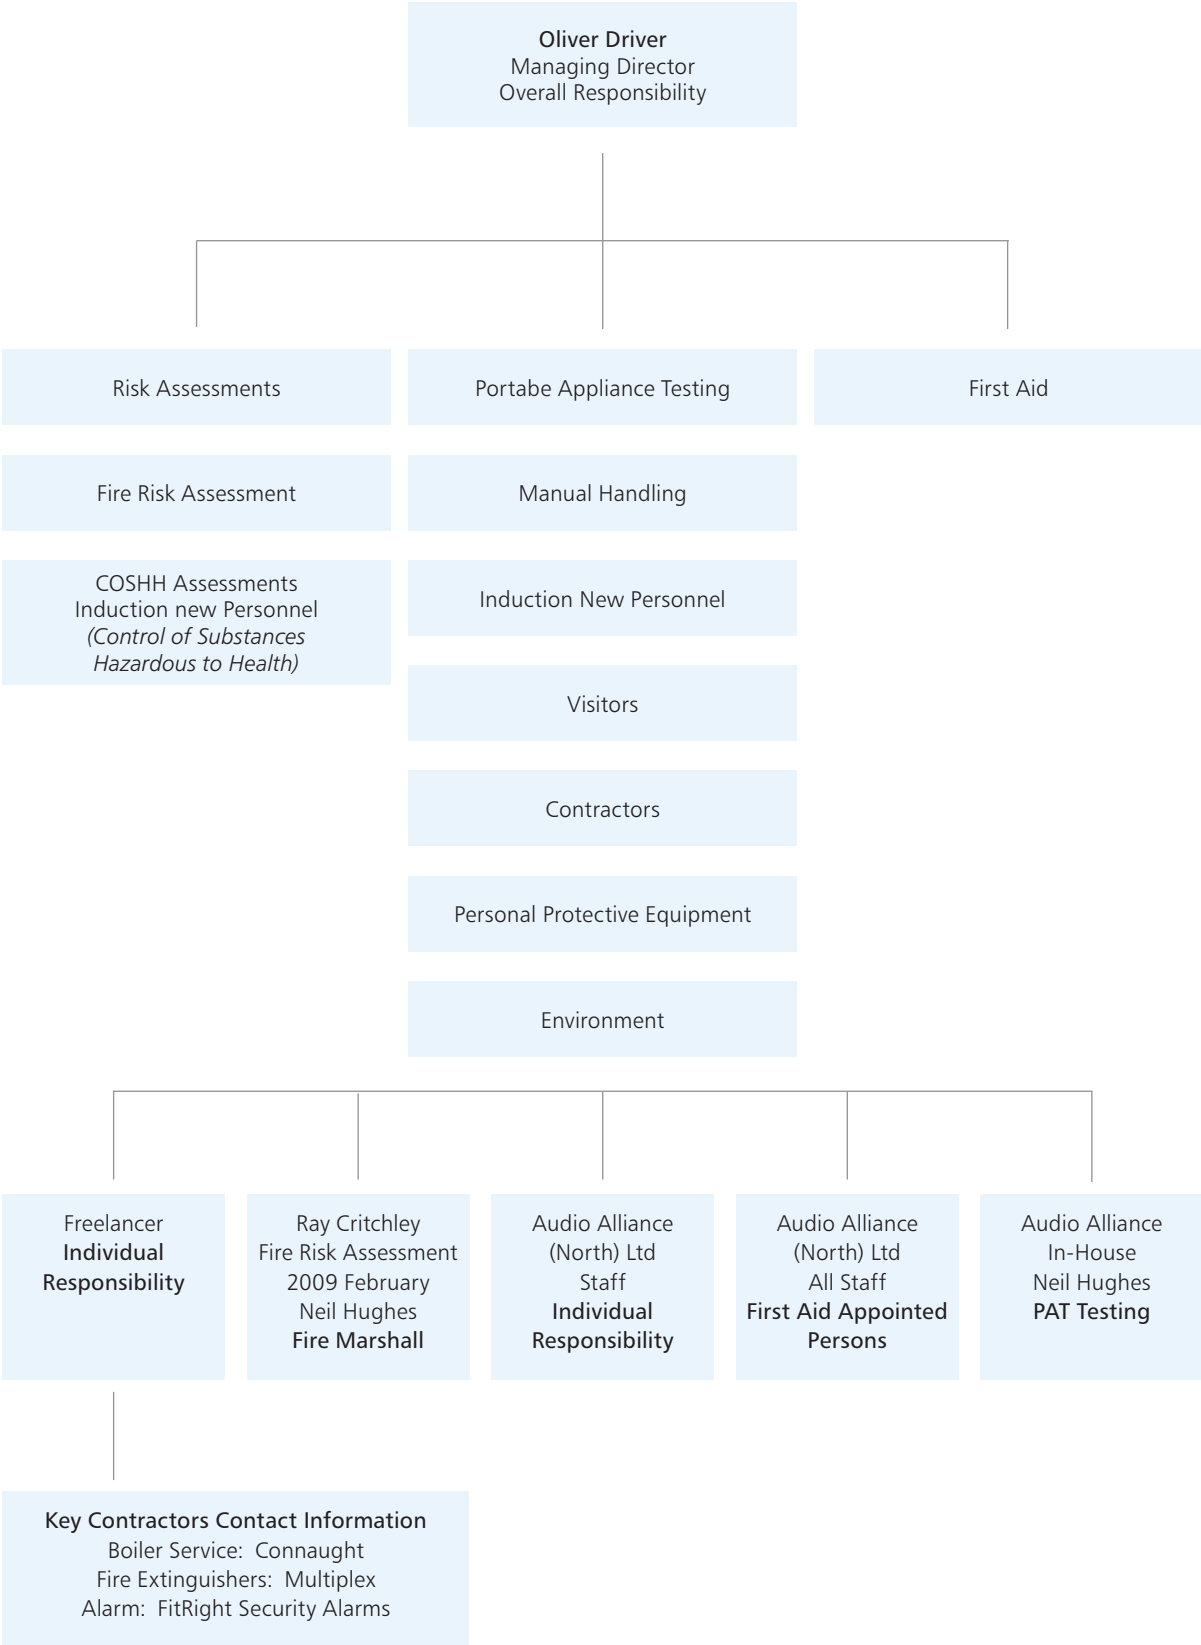 Oliver Driver
Managing Director
Overall Responsibility
Risk Assessments
Portabe Appliance Testing
First Aid
Fire Risk Assessment
Manual Handling
COSHH Assessments
Induction new Personnel
(Control of Substances
Hazardous to Health)
Induction New Personnel
Visitors
Contractors
Personal Protective Equipment
Environment
Freelancer
Individual
Responsibility
Ray Critchley
Fire Risk Assessment
2009 February
Neil Hughes
Fire Marshall
Audio Alliance
(North) Ltd
Staff
Individual
Responsibility
Audio Alliance
(North) Ltd
All Staff
First Aid Appointed
Persons
Audio Alliance
In-House
Neil Hughes
PAT Testing
Key Contractors Contact Information
Boiler Service: Connaught
Fire Extinguishers: Multiplex
Alarm: FitRight Security Alarms